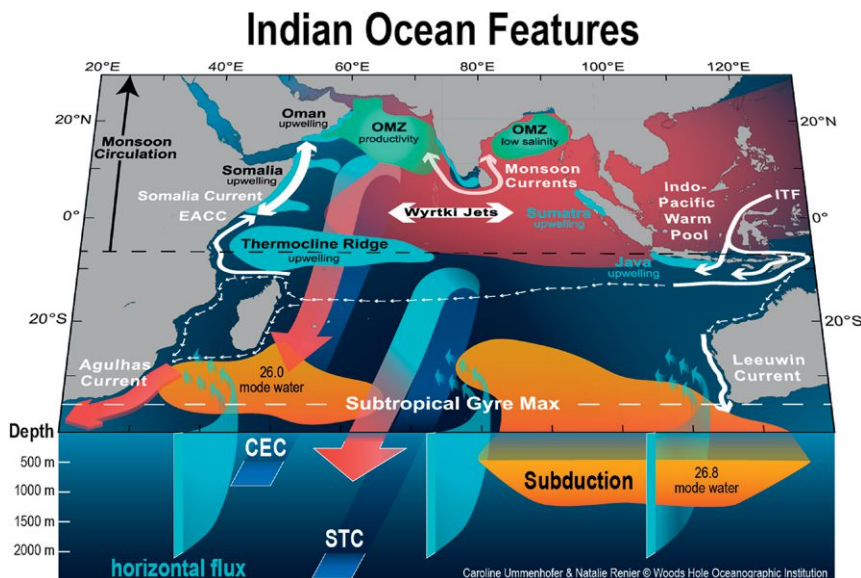 Indian Ocean Features
20°E
40°E
60°E
80°E
100°E
120°E
20°N
20°N
Monsoon
Circulation
Oman
upwelling
OMZ
productivity
OMZ
low salinity
Somalia
upwelling
Monsoon
Currents
Somalia Current
EACC
Indo-
Pacific
Warm
Pool
ITF
0°
0°
Wyrtki Jets
Sumatra
upwelling
Thermocline Ridge
upwelling
Java
upwelling
20°S
20°S
Agulhas
Current
26.0
mode water
Leeuwin
Current
Subtropical Gyre Max
Depth
500 m
1000 m
1500 m
2000 m
CEC
STC
Subduction
26.8
mode water
horizontal flux
Caroline Ummenhofer & Natalie Renier © Woods Hole Oceanographic Institution